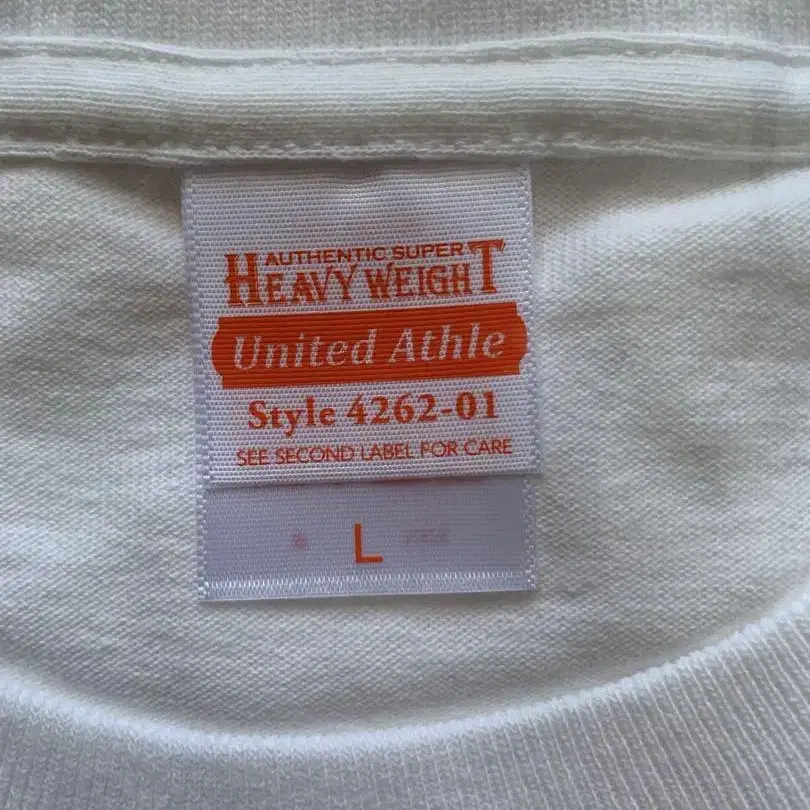 AUTHENTIC SUPER
HEAVY WEIGHT
United Athle
Style 4262-01
SEE SECOND LABEL FOR CARE
L